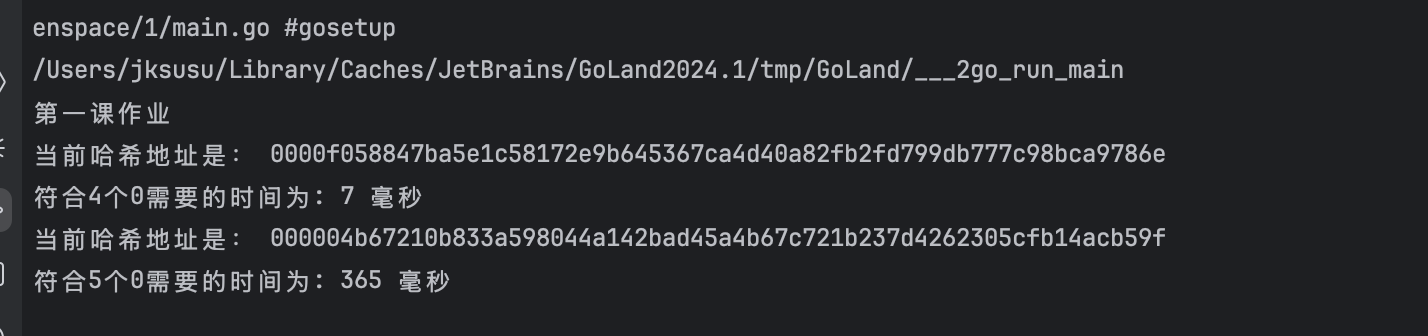 enspace/1/main.go #gosetup
/Users/jksusu/Library/Caches/JetBrains/GoLand2024.1/tmp/GoLand/___2go_run_main
第一课作业
当前哈希地址是： 0000f058847ba5e1c58172e9b645367ca4d40a82fb2fd799db777c98bca9786e
符合4个0需要的时间为：7 毫秒
当前哈希地址是： 000004b67210b833a598044a142bad45a4b67c721b237d4262305cfb14acb59f
符合5个0需要的时间为：365 毫秒